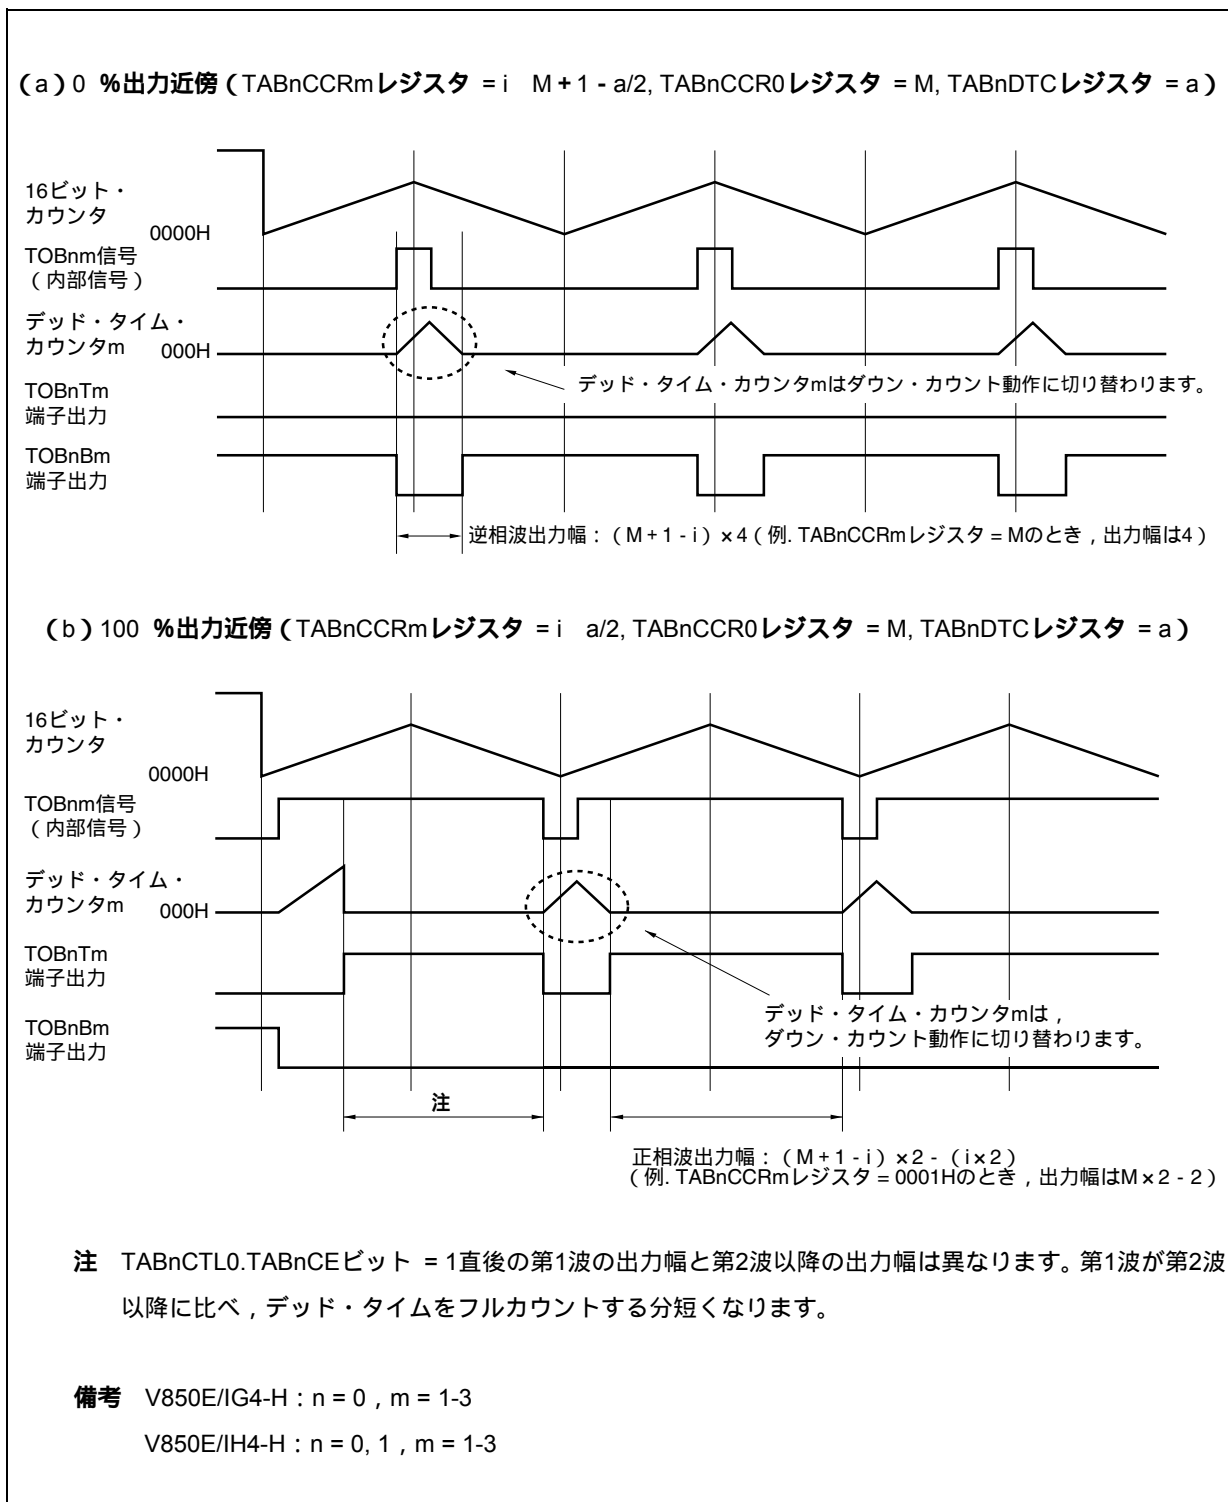 （a）0 %出力近傍（TABnCCRmレジスタ = i　M + 1 - a/2, TABnCCR0レジスタ = M, TABnDTCレジスタ = a）
16ビット・
カウンタ
0000H
TOBnm信号
（内部信号）
デッド・タイム・
カウンタm
000H
デッド・タイム・カウンタmはダウン・カウント動作に切り替わります。
TOBnTm
端子出力
TOBnBm
端子出力
逆相波出力幅：（M + 1 - i）×4（例. TABnCCRmレジスタ = Mのとき，出力幅は4）
（b）100 %出力近傍（TABnCCRmレジスタ = i　a/2, TABnCCR0レジスタ = M, TABnDTCレジスタ = a）
16ビット・
カウンタ
0000H
TOBnm信号
（内部信号）
デッド・タイム・
カウンタm
000H
TOBnTm
端子出力
デッド・タイム・カウンタmは，
ダウン・カウント動作に切り替わります。
TOBnBm
端子出力
注
正相波出力幅：（M + 1 - i）×2 -（i×2）
（例. TABnCCRmレジスタ = 0001Hのとき，出力幅はM×2 - 2）
注　TABnCTL0.TABnCEビット = 1直後の第1波の出力幅と第2波以降の出力幅は異なります。第1波が第2波
以降に比べ，デッド・タイムをフルカウントする分短くなります。
備考　V850E/IG4-H：n = 0，m = 1-3
V850E/IH4-H：n = 0, 1，m = 1-3